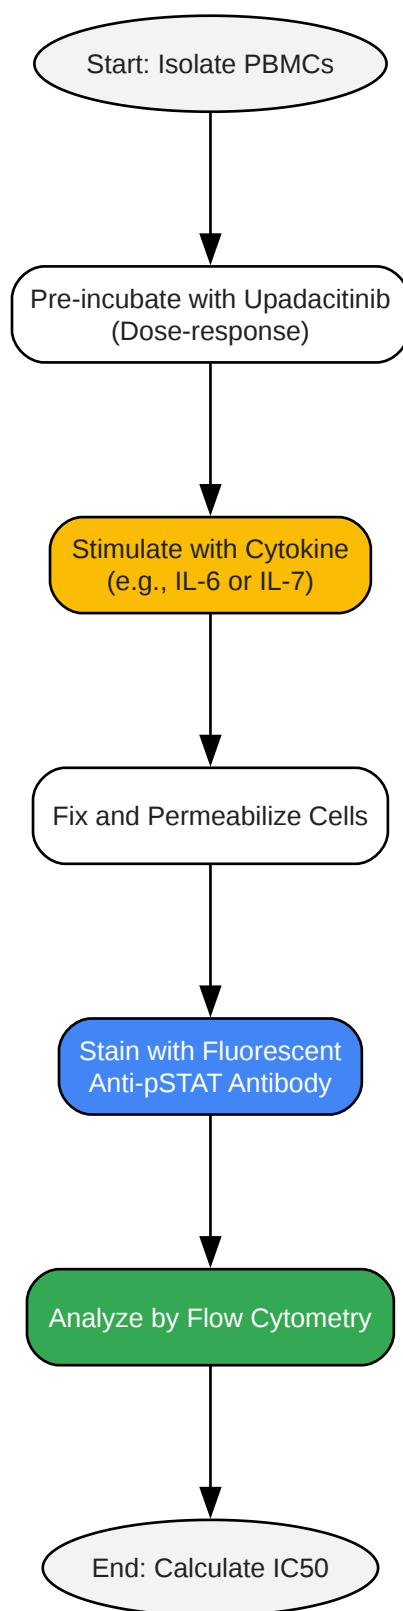 Start: Isolate PBMCs
Pre-incubate with Upadacitinib
(Dose-response)
Stimulate with Cytokine
(e.g., IL-6 or IL-7)
Fix and Permeabilize Cells
Stain with Fluorescent
Anti-pSTAT Antibody
Analyze by Flow Cytometry
End: Calculate IC50